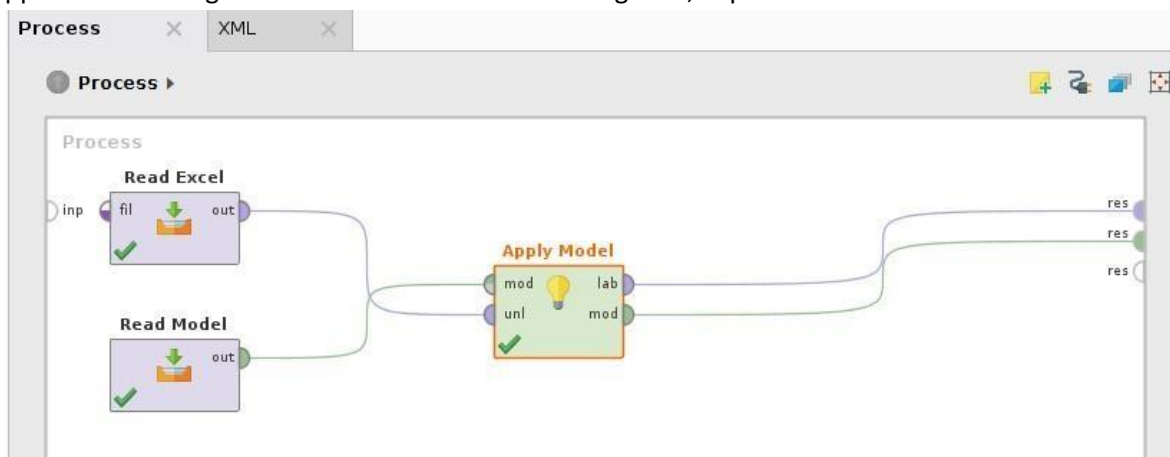 Process
XML
Process
Process
Read Excel
inp
fil
out
res
res
Apply Model
mod
lab
res
unl
mod
Read Model
out